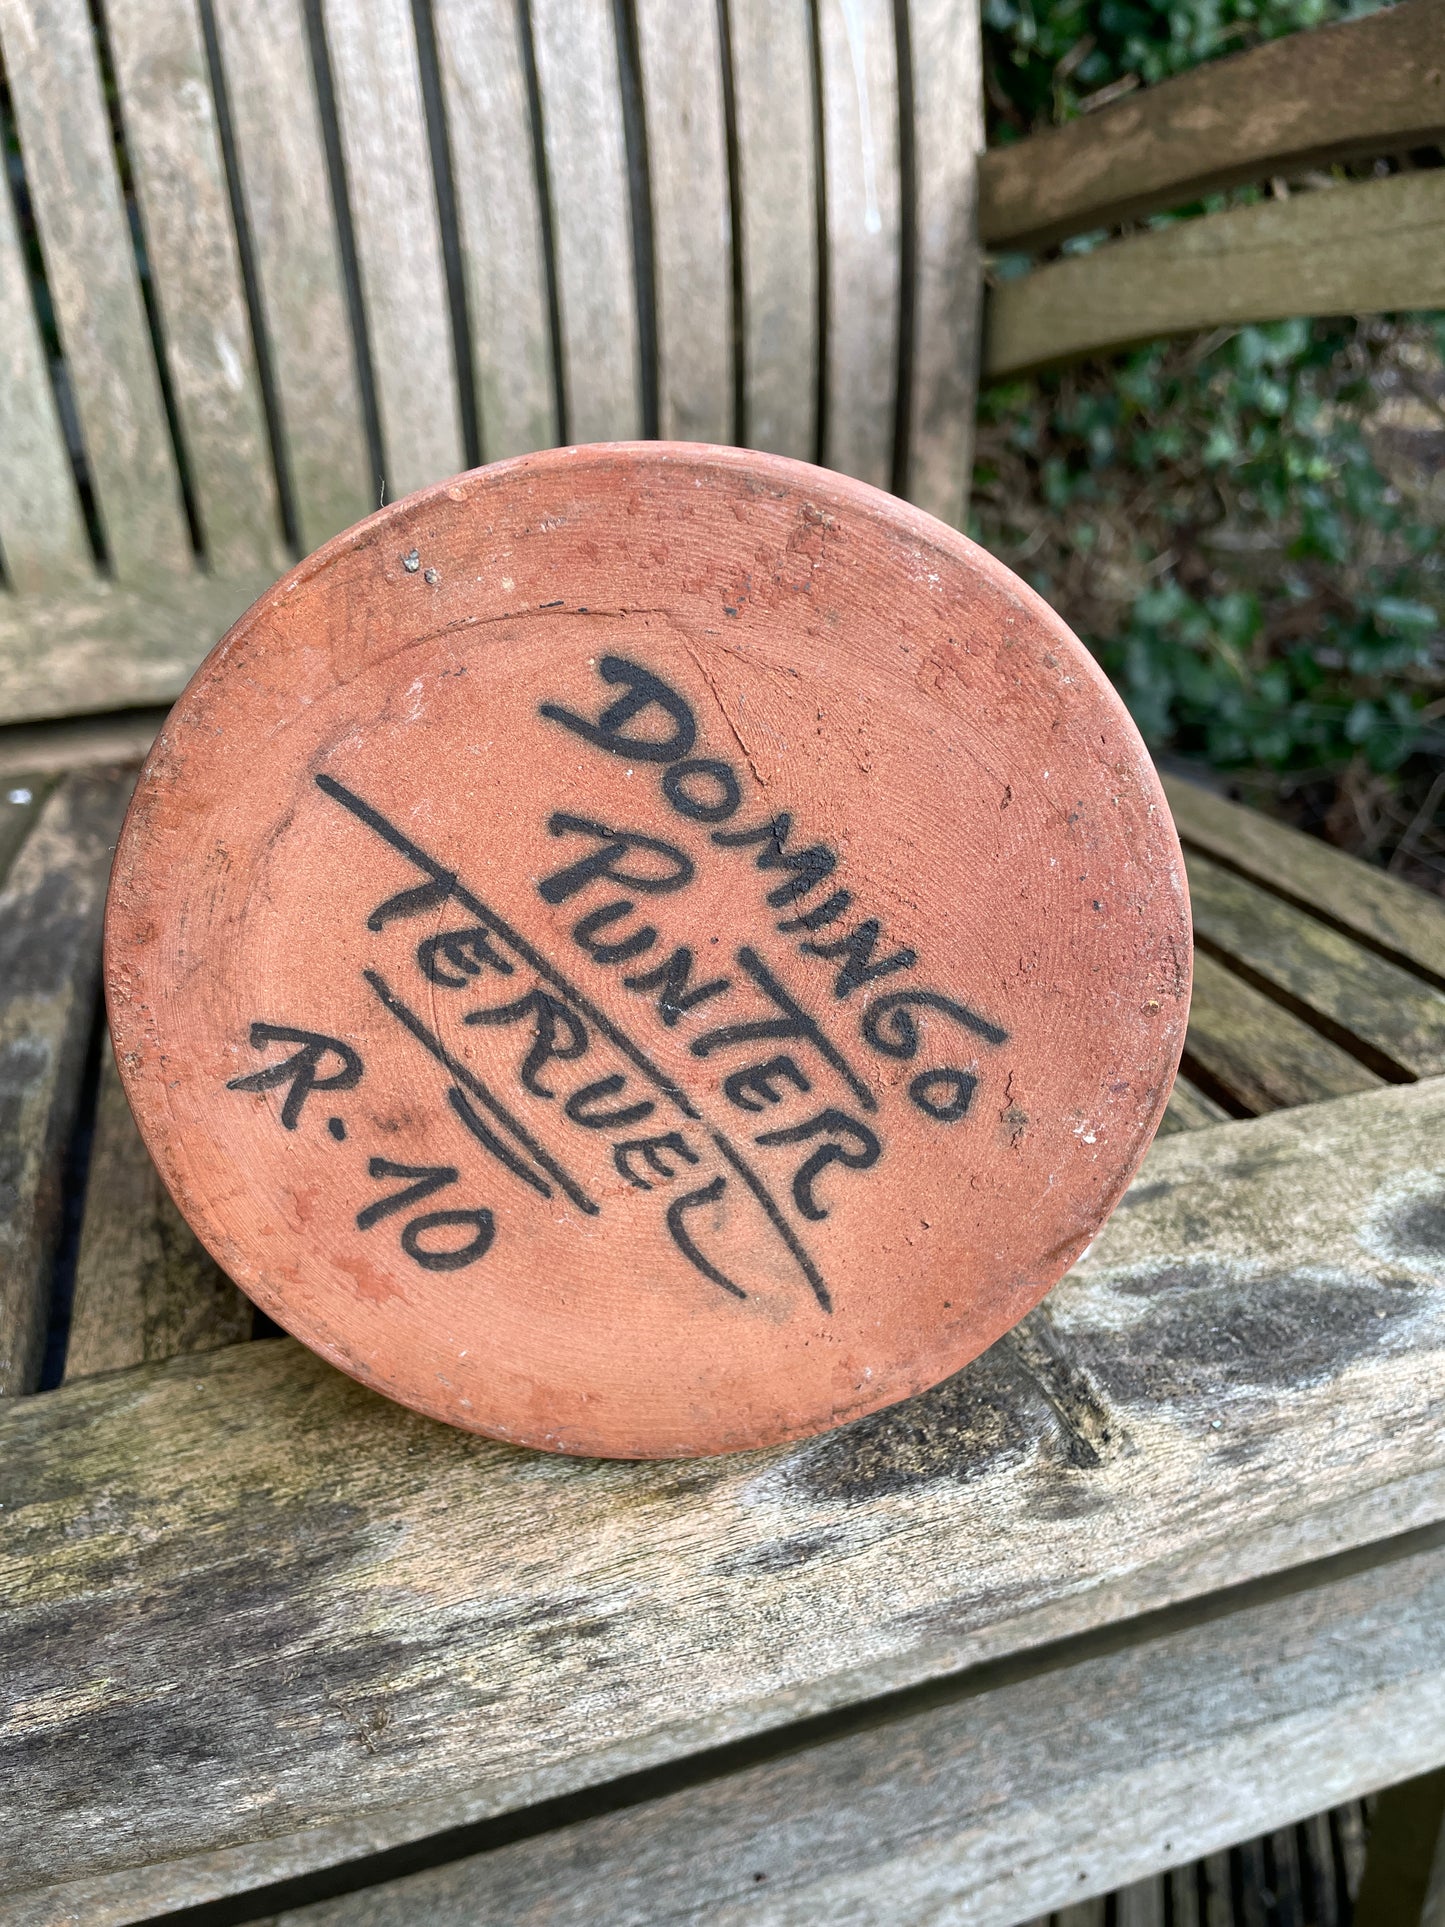 DOMINGO
PUNTER
TERUEL
R. 10